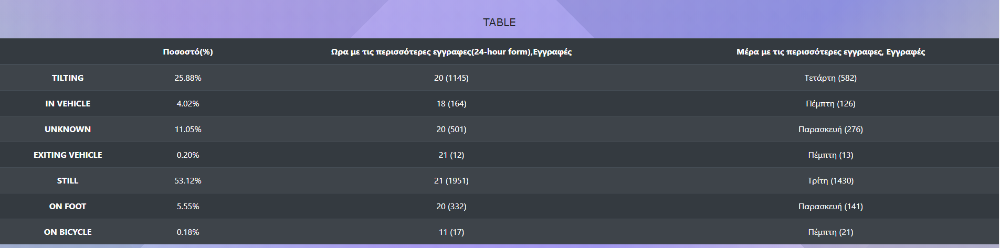 TABLE
Ποσοστό(%) Ωρα με τις περισσότερες εγγραφες(24-hour form),Εγγραφές Μέρα με τις περισσότερες εγγραφες, Εγγραφές
TILTING 25.88% 20 (1145) Τετάρτη (582)
IN VEHICLE 4.02% 18 (164) Πέμπτη (126)
UNKNOWN 11.05% 20 (501) Παρασκευή (276)
EXITING VEHICLE 0.20% 21 (12) Πέμπτη (13)
STILL 53.12% 21 (1951) Τρίτη (1430)
ON FOOT 5.55% 20 (332) Παρασκευή (141)
ON BICYCLE 0.18% 11 (17) Πέμπτη (21)